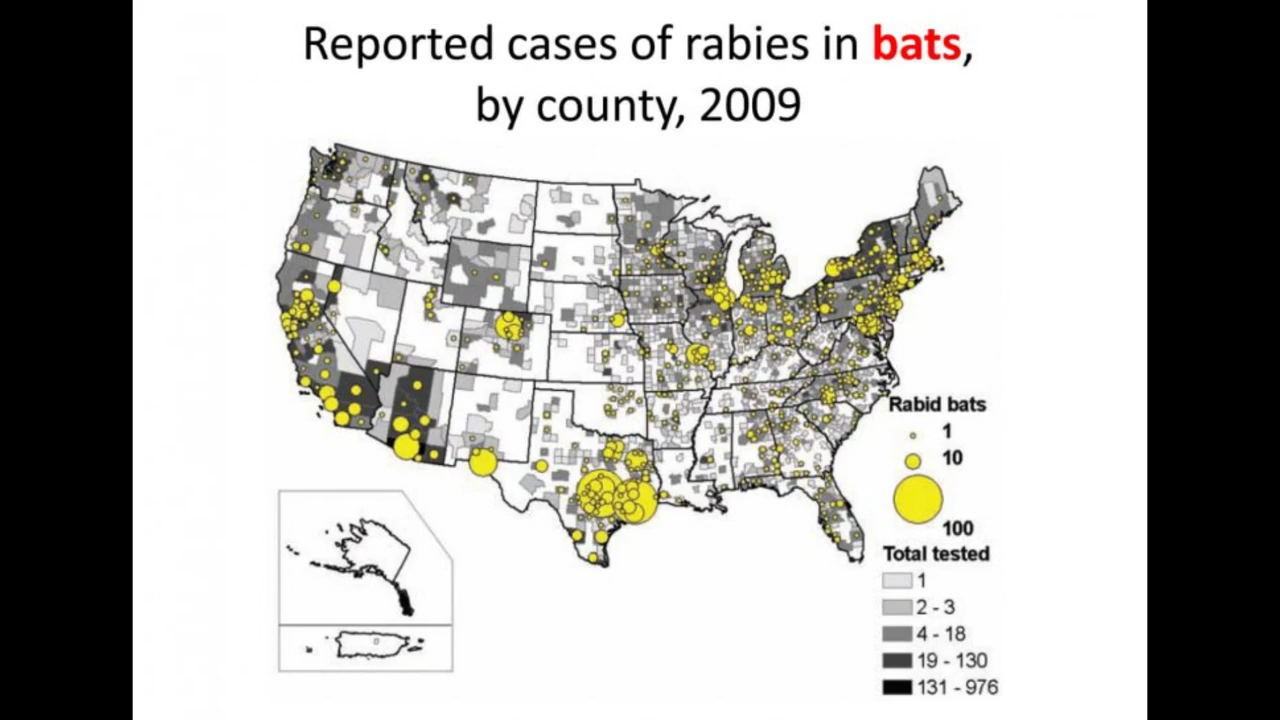 Reported cases of rabies in bats,
by county, 2009
Rabid bats
1
10
100
Total tested
1
2 - 3
4 - 18
19 - 130
131 - 976